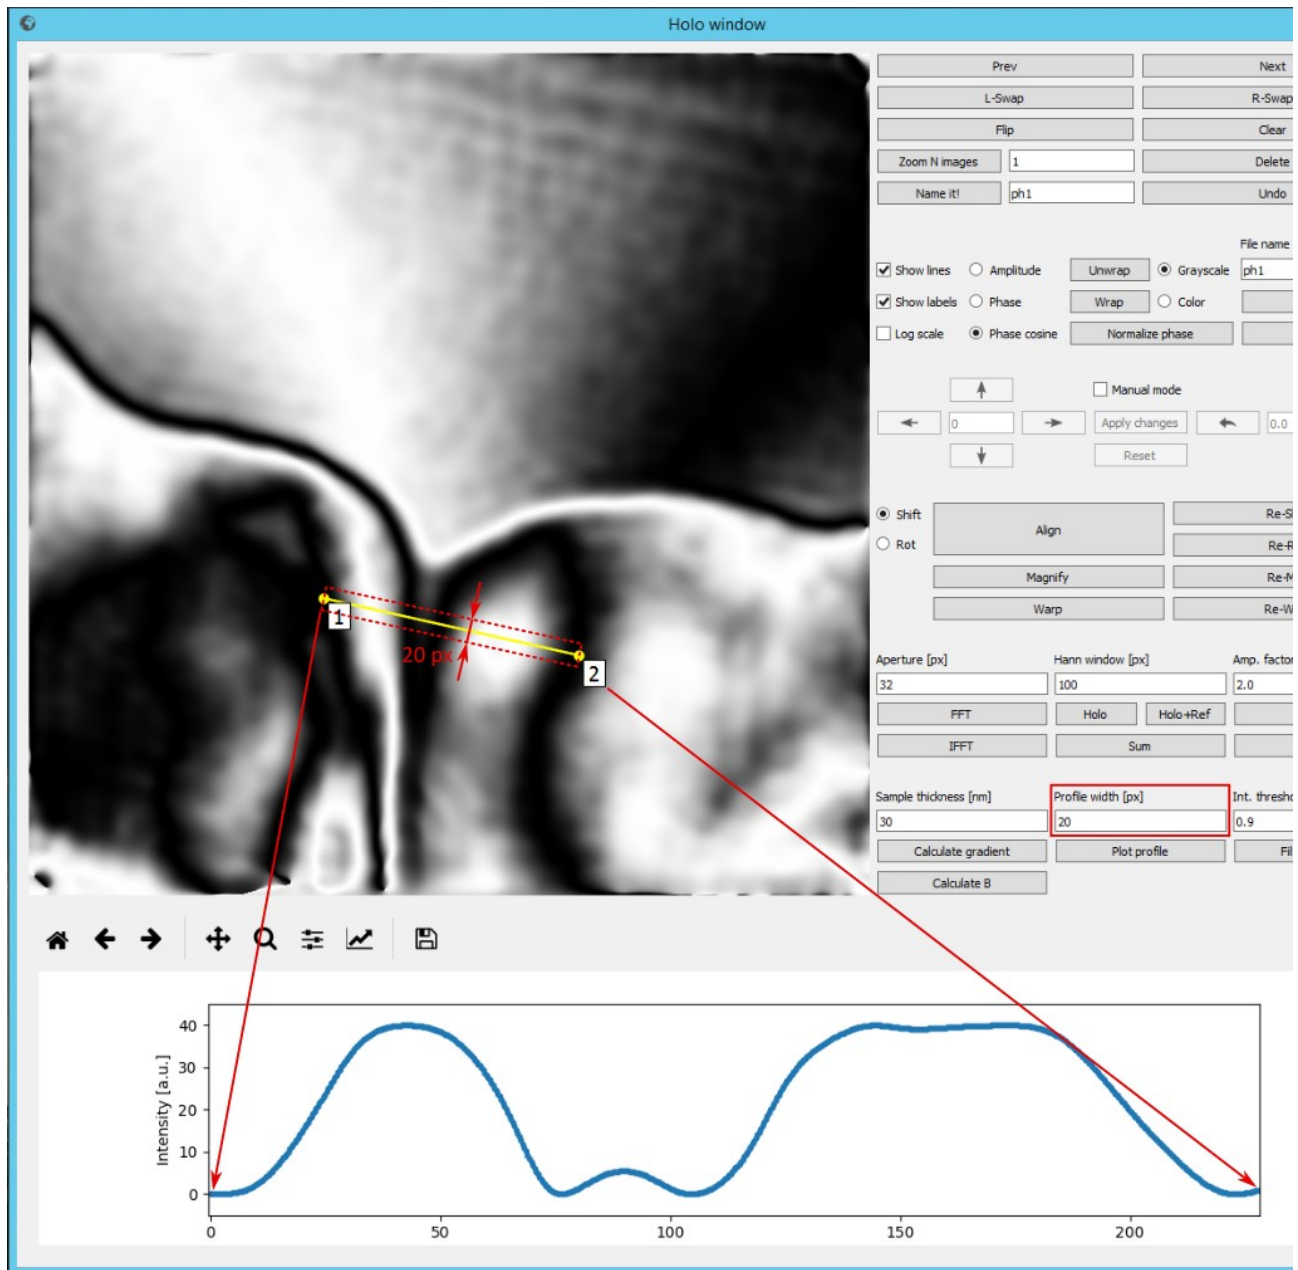 Holo window
Prev Next
L-Swap R-Swap
Flip Clear
Zoom N images 1 Delete
Name it! ph1 Undo
File name
Show lines Amplitude Unwrap Grayscale ph1
Show labels Phase Wrap Color
Log scale Phase cosine Normalize phase
Manual mode
0 Apply changes 0.0
Reset
Shift Align
Rot
Magnify
Warp
1
20 px
2
Aperture [px] Hann window [px] Amp. factor
32 100 2.0
FFT Holo Holo+Ref
IFFT Sum
Sample thickness [nm] Profile width [px] Int.
30 20 0.9
Calculate gradient Plot profile
Calculate B
Intensity [a.u.]
40
30
20
10
0
0 50 100 150 200